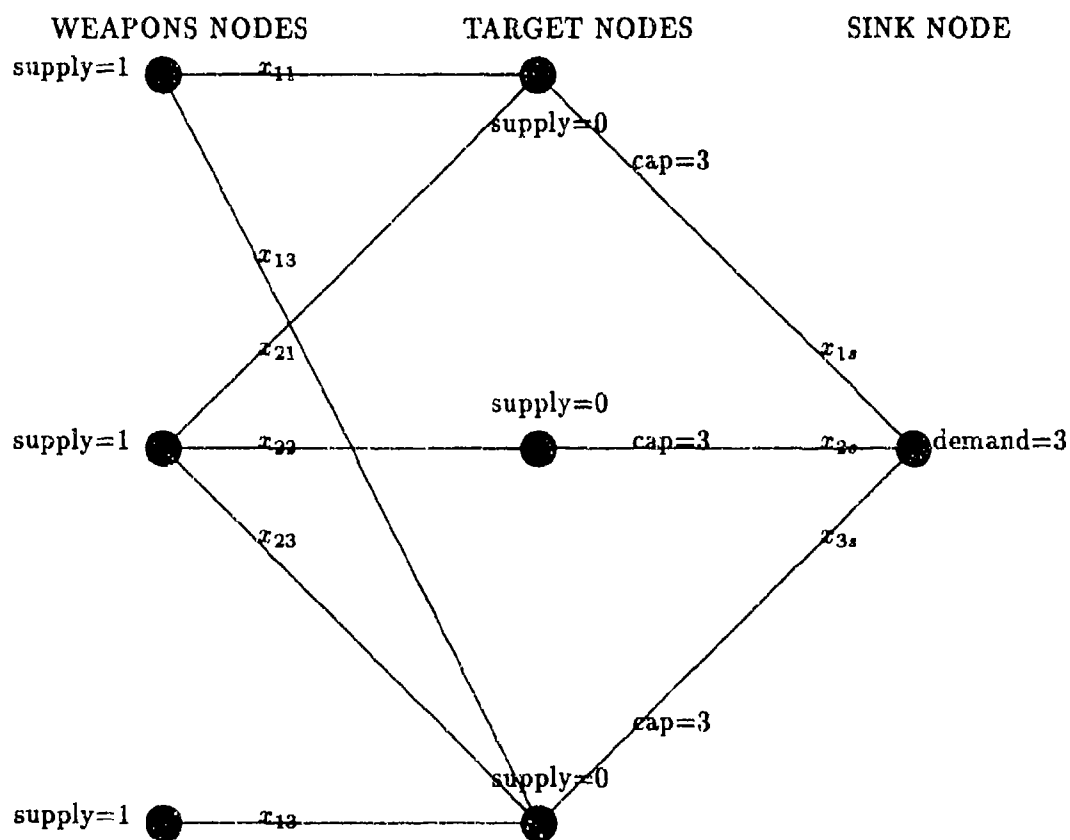 WEAPONS NODES TARGET NODES SINK NODE
supply=1 x₁₁
supply=0
cap=3
x₁₃
x₂₁ x₁ₛ
supply=0
supply=1 x₂₂ cap=3 x₂ₛ demand=3
x₂₃ x₃ₛ
cap=3
supply=0
supply=1 x₁₃